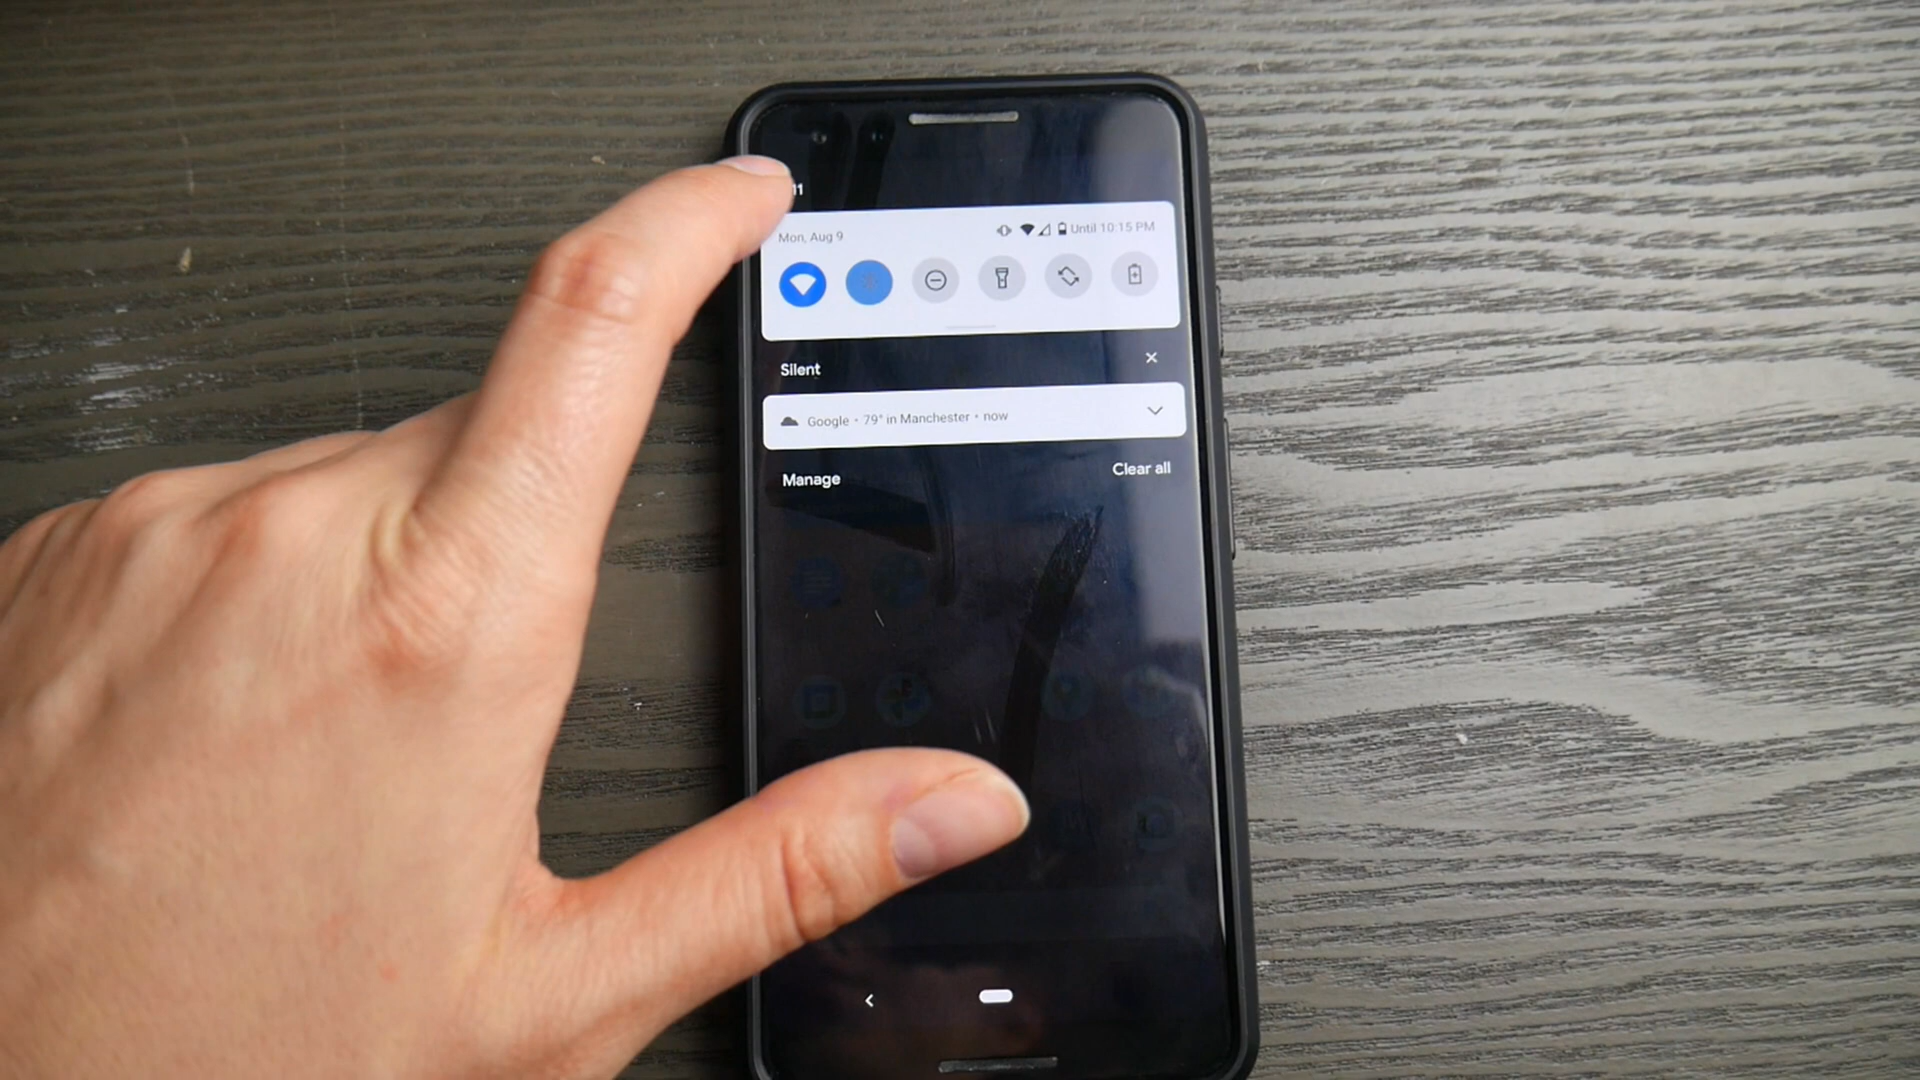 11
Mon, Aug 9
Until 10:15 PM
Silent
Google • 79° in Manchester • now
Manage
Clear all